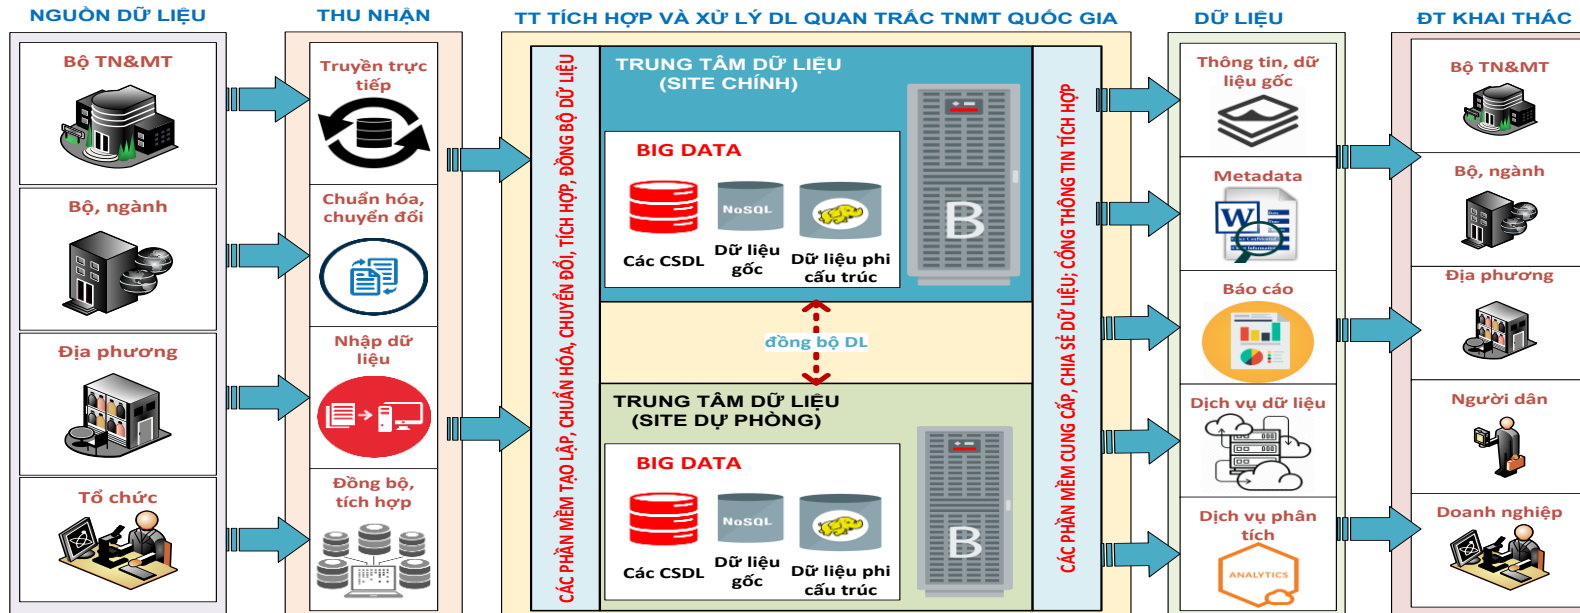 NGUỒN DỮ LIỆU
Bộ TN&MT
Bộ, ngành
Địa phương
Tổ chức
THU NHẬN
Truyền trực
tiếp
Chuẩn hóa,
chuyển đổi
Nhập dữ
liệu
Đồng bộ,
tích hợp
TT TÍCH HỢP VÀ XỬ LÝ DL QUAN TRẮC TNMT QUỐC GIA
CÁC PHẦN MỀM TẠO LẬP, CHUẨN HÓA, CHUYỂN ĐỔI, TÍCH HỢP, ĐỒNG BỘ DỮ LIỆU
TRUNG TÂM DỮ LIỆU
(SITE CHÍNH)
BIG DATA
NoSQL
Các CSDL
Dữ liệu
gốc
Dữ liệu phi
cấu trúc
B
đồng bộ DL
TRUNG TÂM DỮ LIỆU
(SITE DỰ PHÒNG)
BIG DATA
NoSQL
Các CSDL
Dữ liệu
gốc
Dữ liệu phi
cấu trúc
B
CÁC PHẦN MỀM CUNG CẤP, CHIA SẺ DỮ LIỆU; CỔNG THÔNG TIN TÍCH HỢP
DỮ LIỆU
Thông tin, dữ
liệu gốc
Metadata
W
Báo cáo
Dịch vụ dữ liệu
Dịch vụ phân
tích
ANALYTICS
ĐT KHAI THÁC
Bộ TN&MT
Bộ, ngành
Địa phương
Người dân
Doanh nghiệp